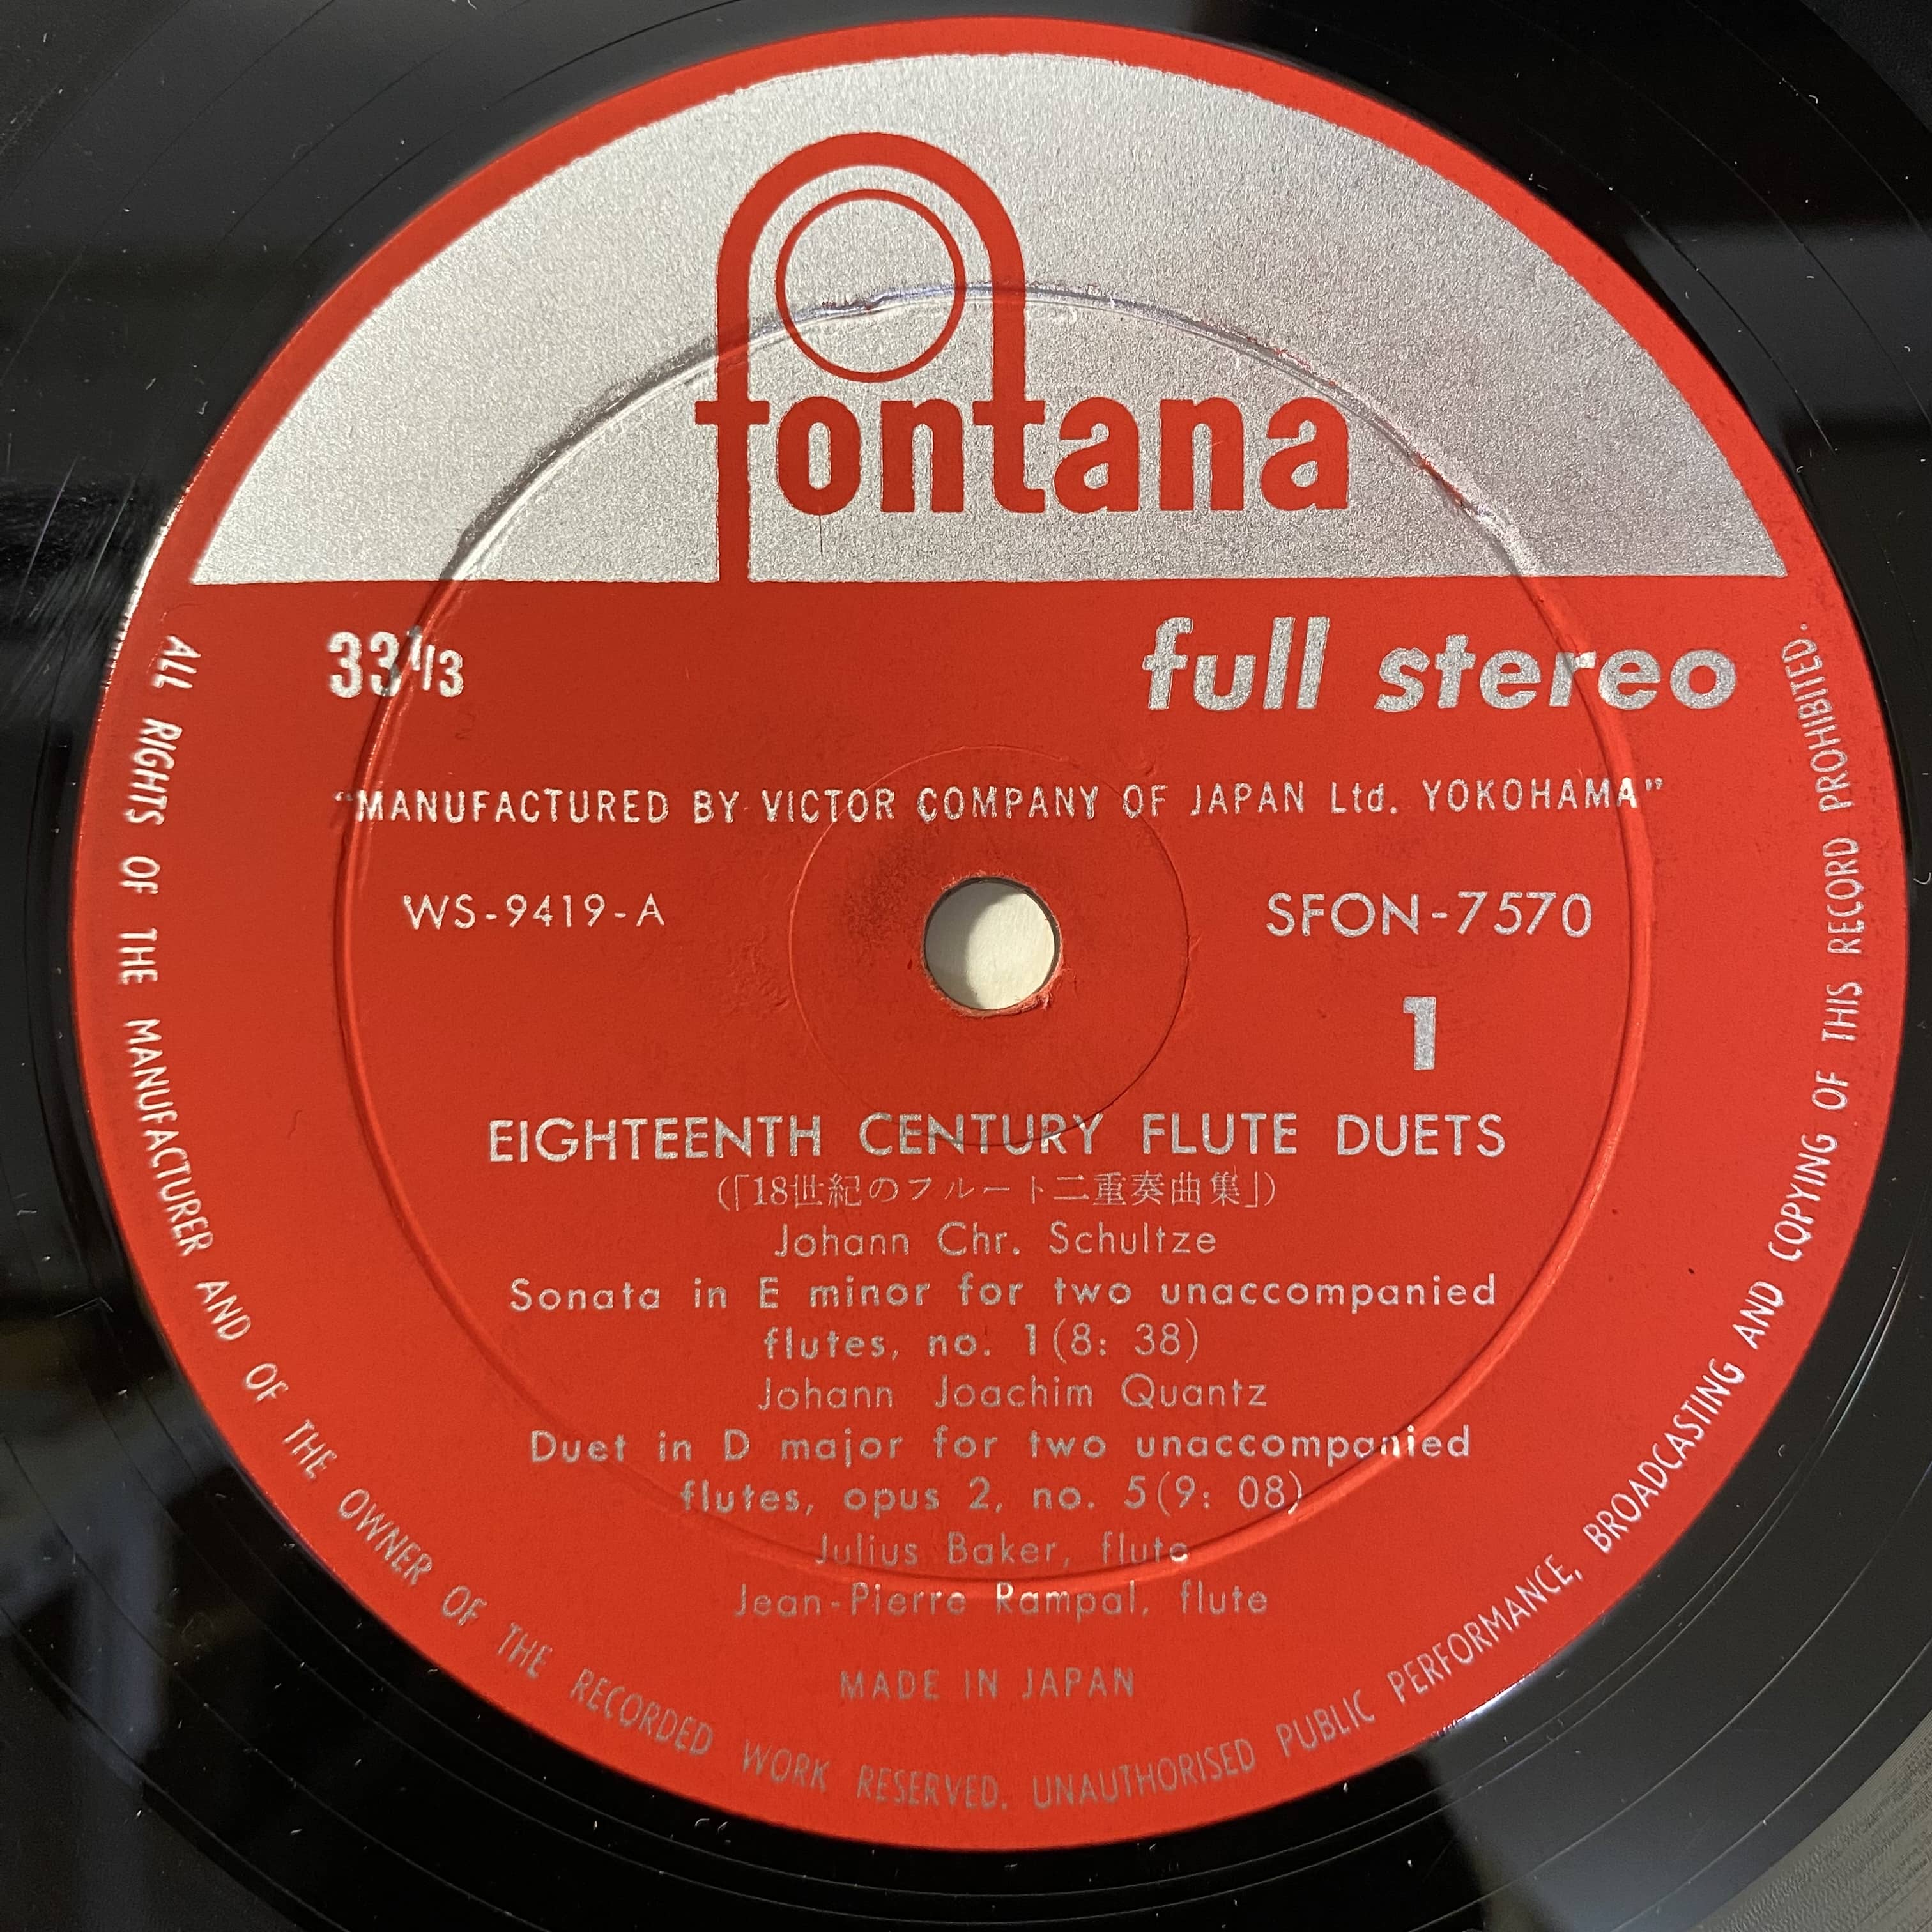 fontana
33 1/3
full stereo
"MANUFACTURED BY VICTOR COMPANY OF JAPAN Ltd. YOKOHAMA"
WS-9419-A
SFON-7570
1
EIGHTEENTH CENTURY FLUTE DUETS
(「18世紀のフルート二重奏曲集」)
Johann Chr. Schultze
Sonata in E minor for two unaccompanied
flutes, no. 1(8: 38)
Johann Joachim Quantz
Duet in D major for two unaccompanied
flutes, opus 2, no. 5(9: 08)
Julius Baker, flute
Jean-Pierre Rampal, flute
MADE IN JAPAN
ALL RIGHTS OF THE MANUFACTURER AND OF THE OWNER OF THE RECORDED WORK RESERVED. UNAUTHORISED PUBLIC PERFORMANCE, BROADCASTING AND COPYING OF THIS RECORD PROHIBITED.